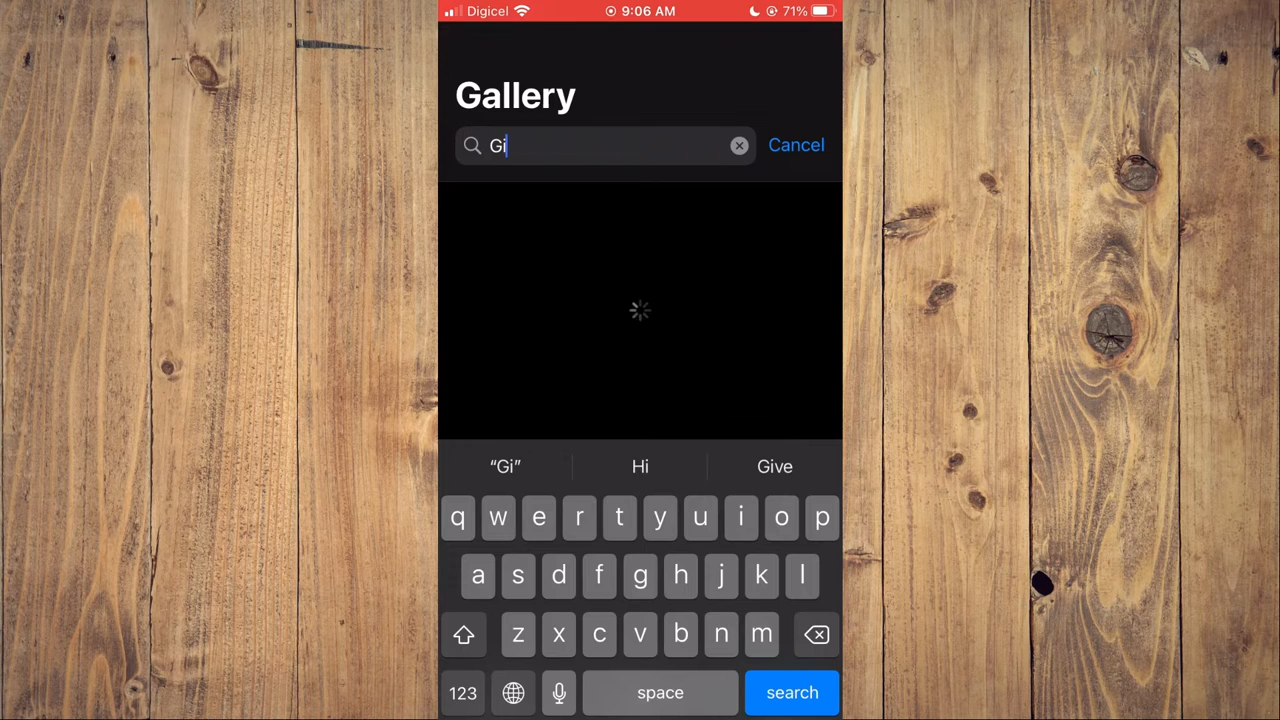 Digicel 9:06 AM 71%
Gallery
Gi Cancel
“Gi” Hi Give
q w e r t y u i o p
a s d f g h j k l
z x c v b n m
123 space search